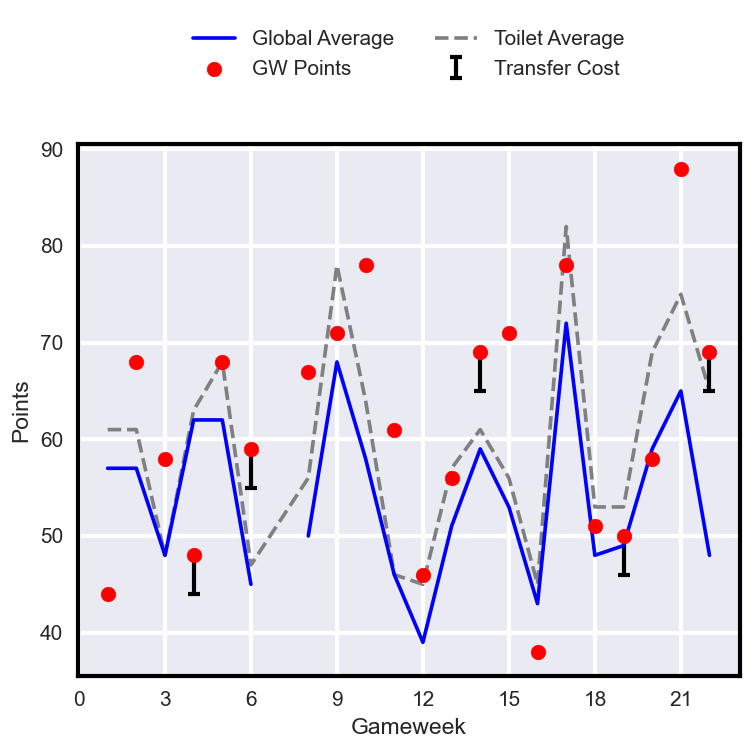 Global Average
Toilet Average
GW Points
Transfer Cost
90
80
70
60
50
40
Points
0 3 6 9 12 15 18 21
Gameweek